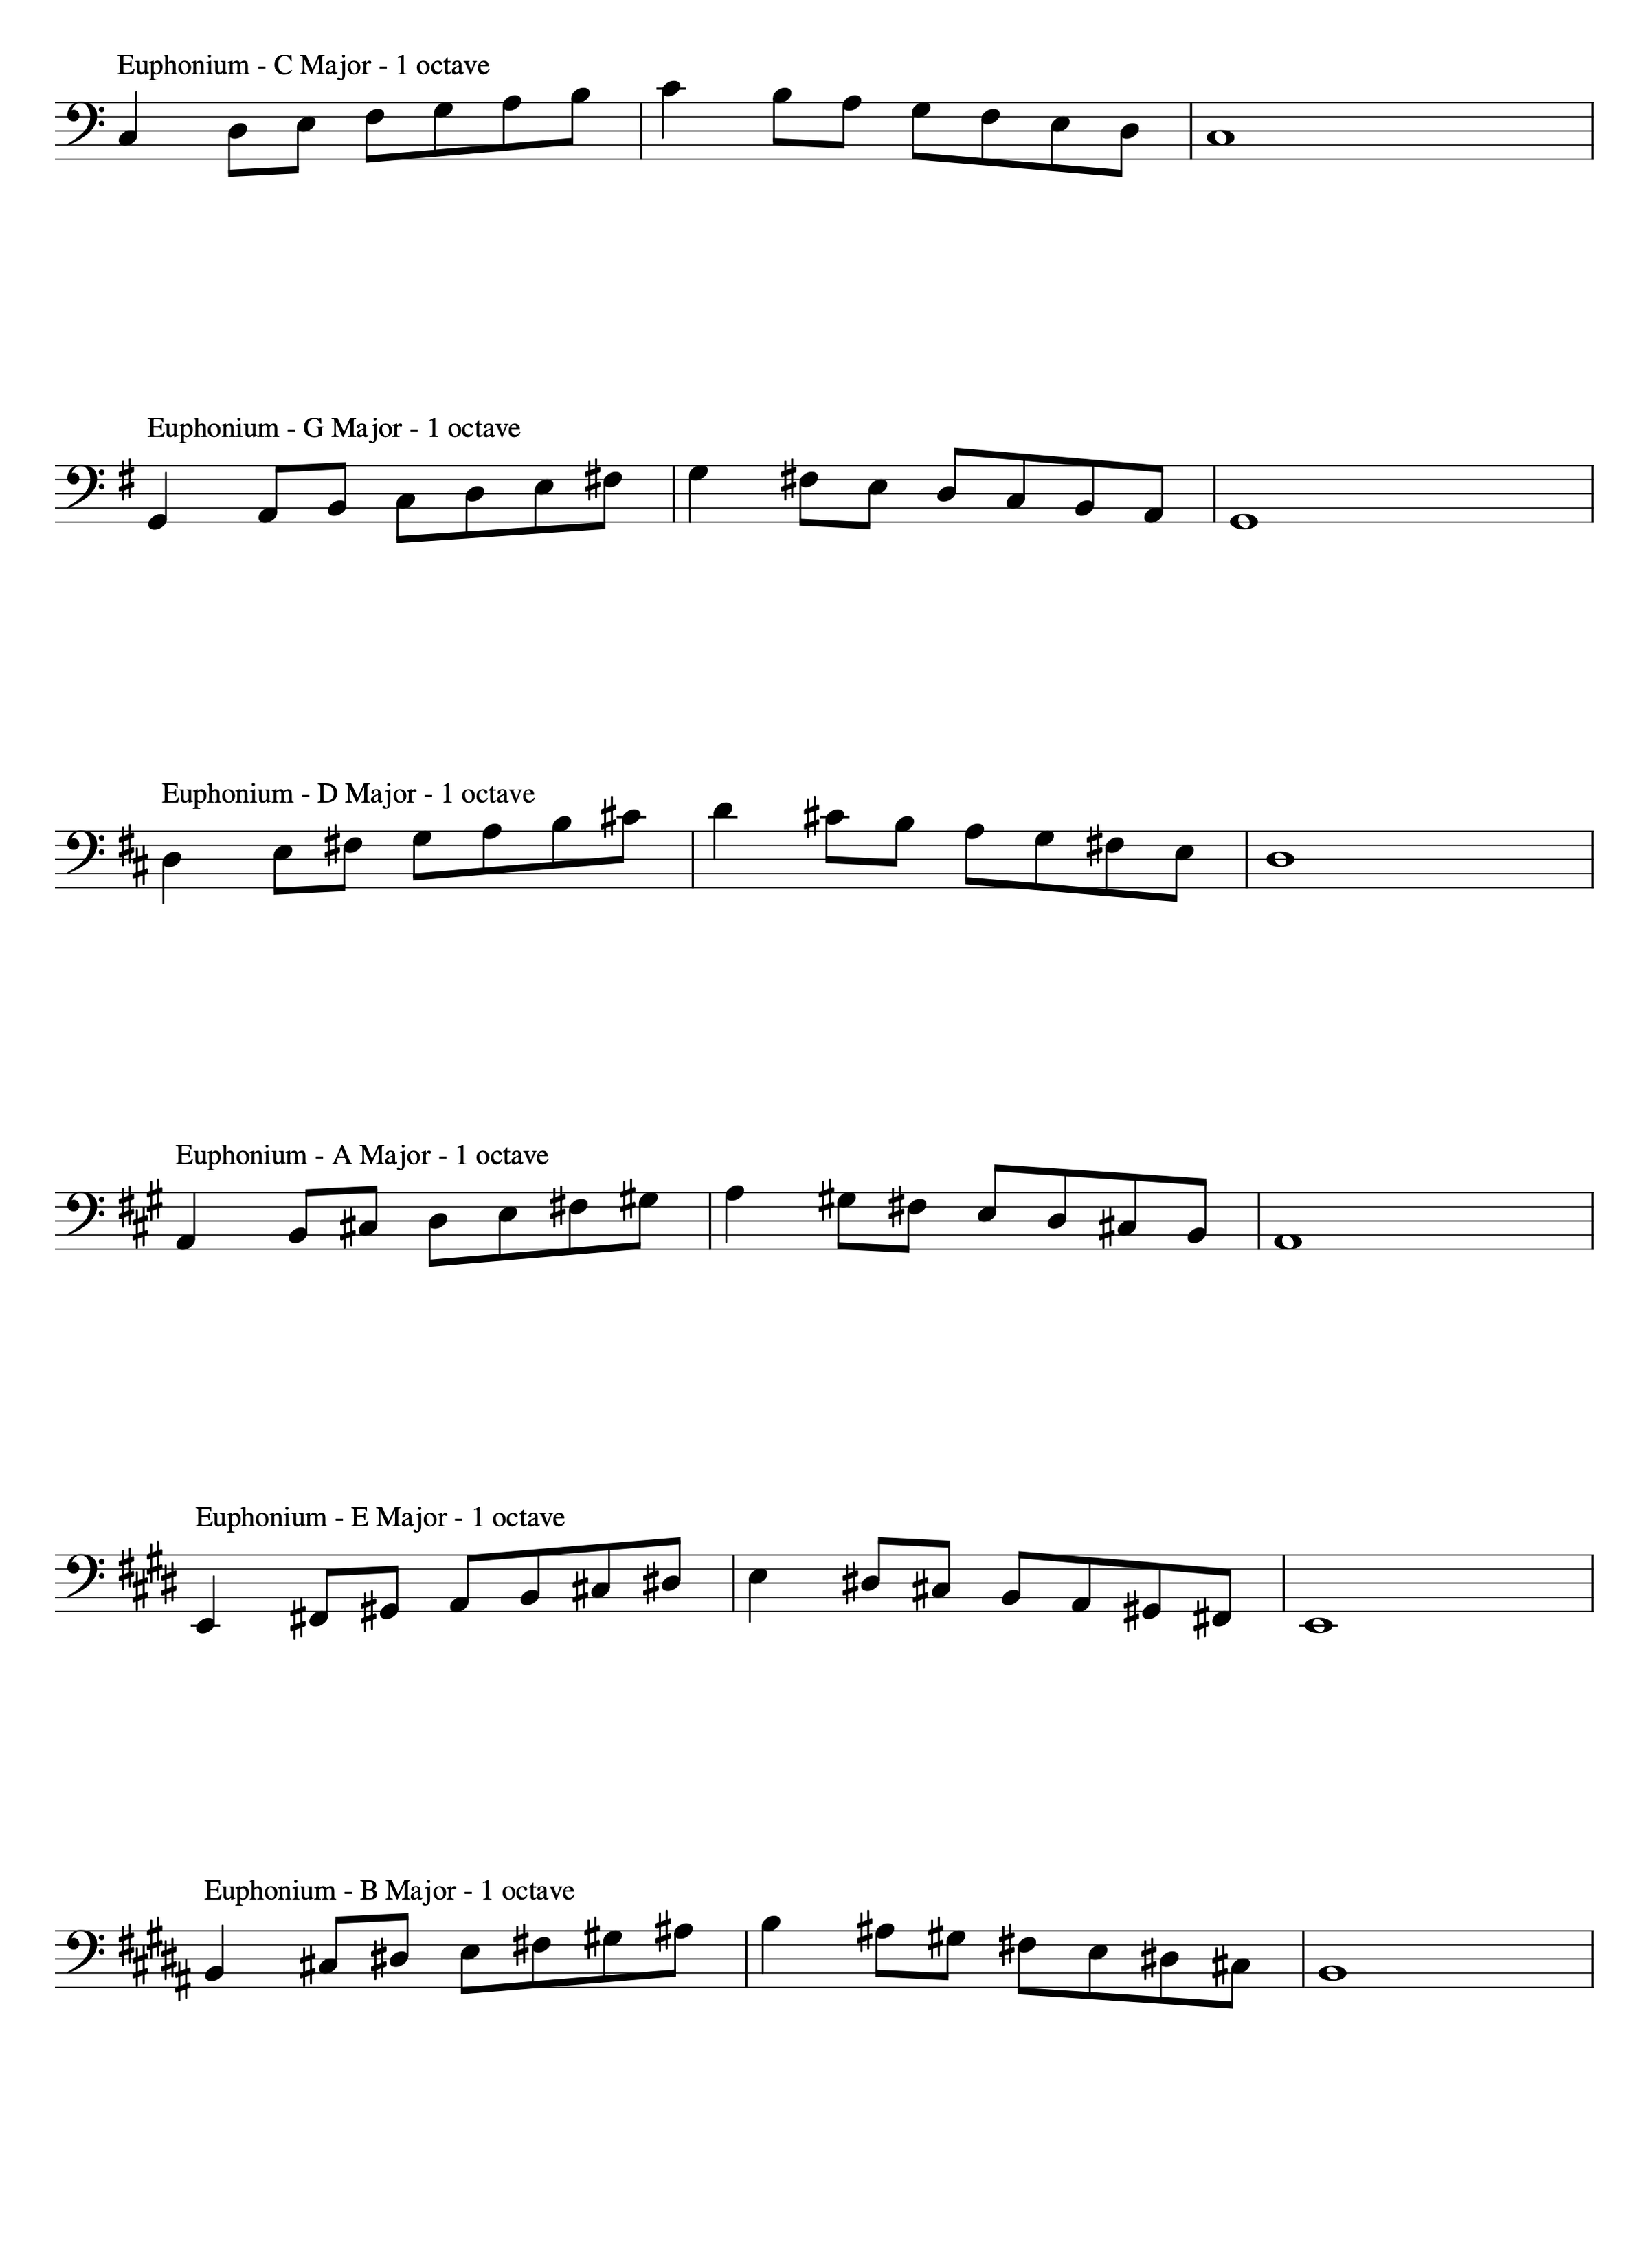 Euphonium - C Major - 1 octave
Euphonium - G Major - 1 octave
Euphonium - D Major - 1 octave
Euphonium - A Major - 1 octave
Euphonium - E Major - 1 octave
Euphonium - B Major - 1 octave